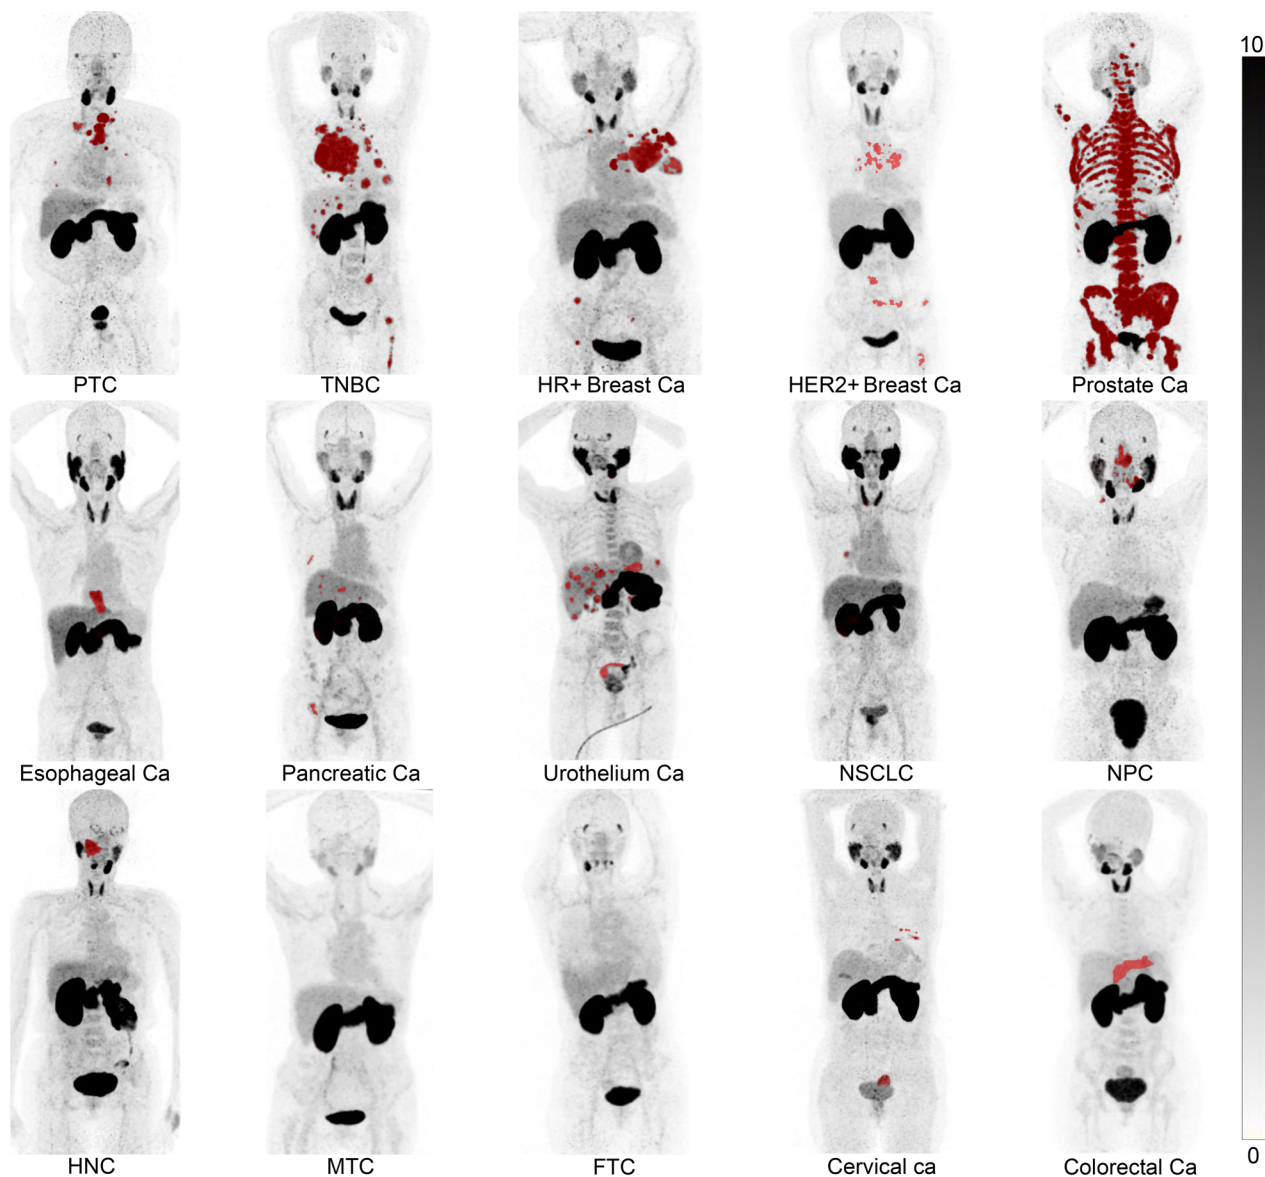 10
PTC
TNBC
HR+ Breast Ca
HER2+ Breast Ca
Prostate Ca
Esophageal Ca
Pancreatic Ca
Urothelium Ca
NSCLC
NPC
HNC
MTC
FTC
Cervical ca
Colorectal Ca
0